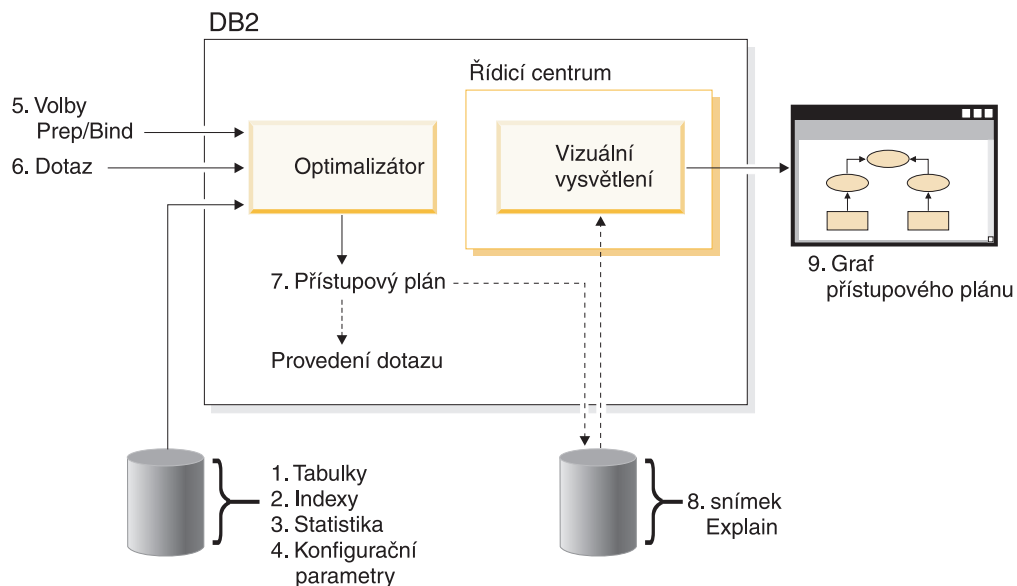 DB2
Řídicí centrum
5. Volby
Prep/Bind
6. Dotaz
Optimalizátor
Vizuální
vysvětlení
7. Přístupový plán
Provedení dotazu
9. Graf
přístupového plánu
1. Tabulky
2. Indexy
3. Statistika
4. Konfigurační
parametry
8. snímek
Explain